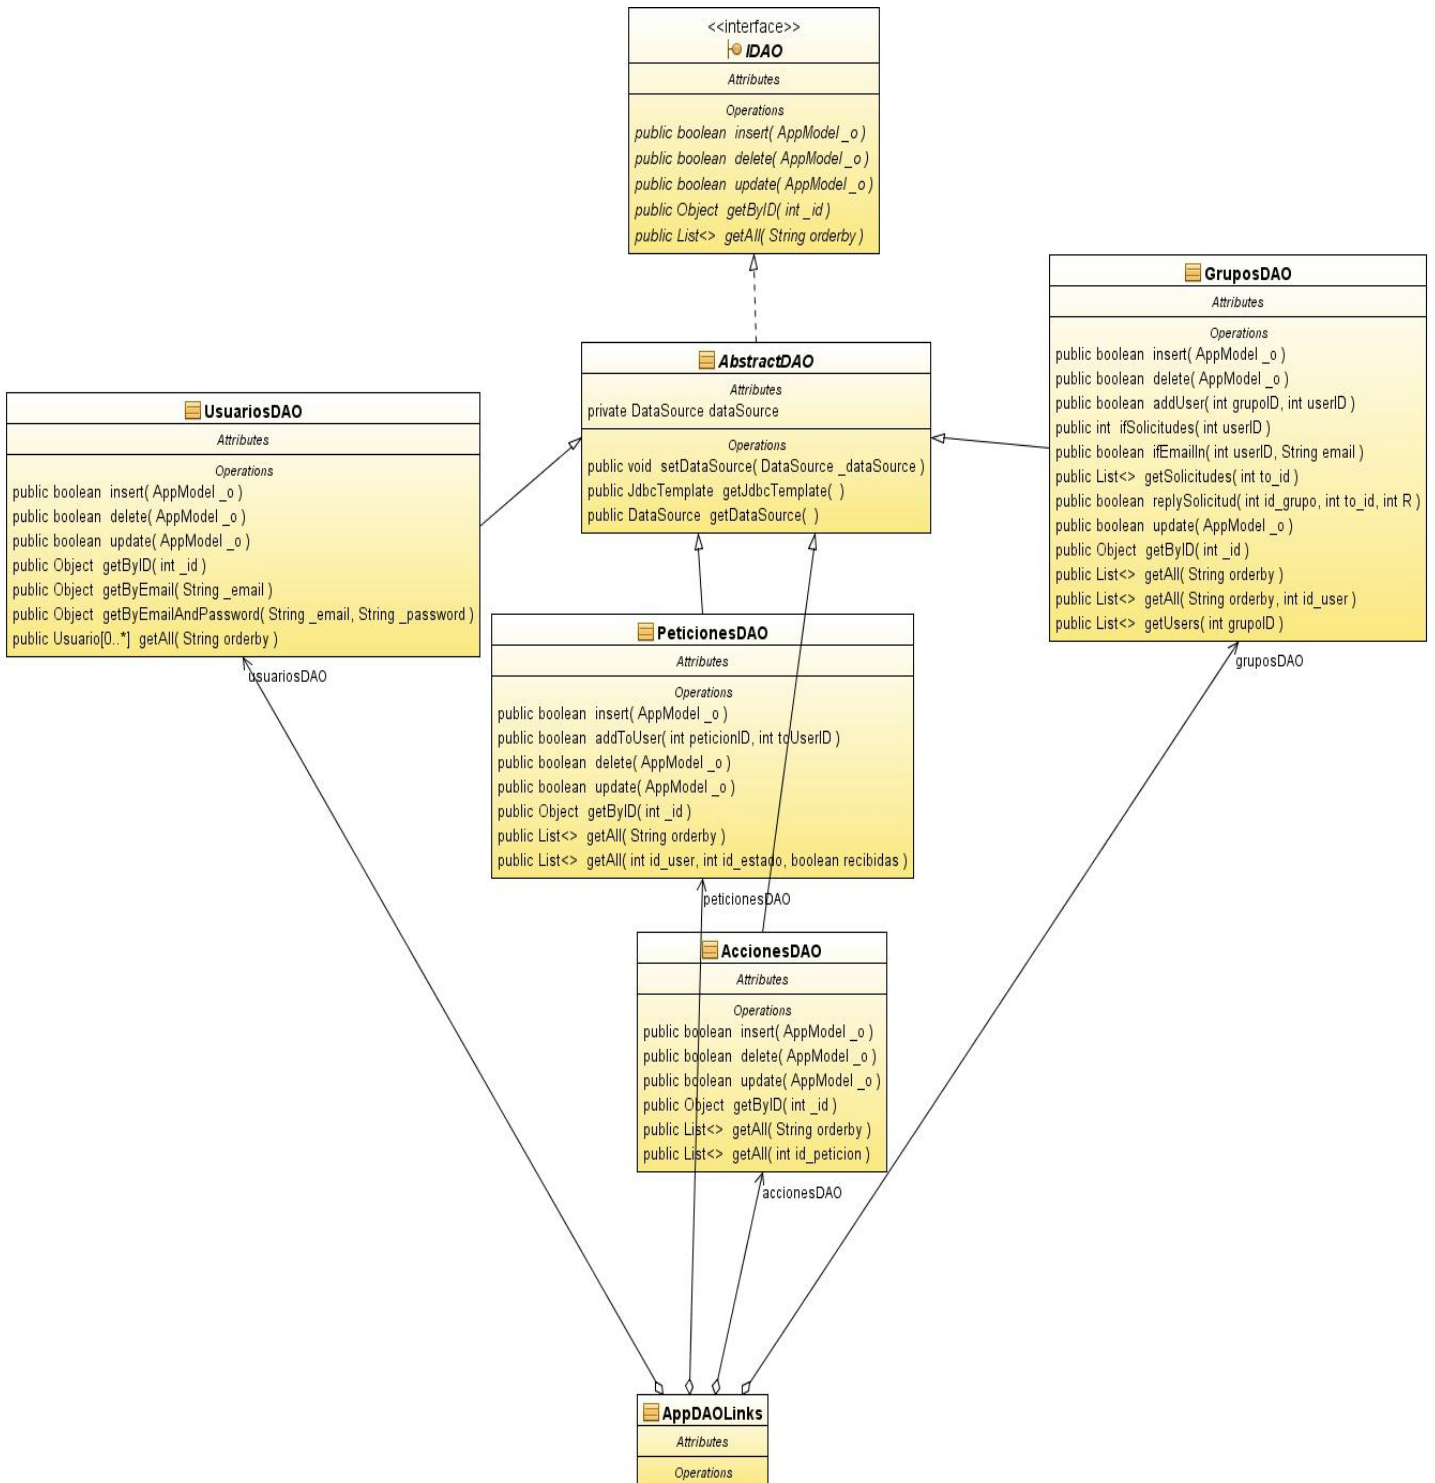 <<interface>>
IDAO
Attributes
Operations
public boolean insert( AppModel _o )
public boolean delete( AppModel _o )
public boolean update( AppModel _o )
public Object getByID( int _id )
public List<> getAll( String orderby )
GruposDAO
Attributes
Operations
public boolean insert( AppModel _o )
public boolean delete( AppModel _o )
public boolean addUser( int grupoID, int userID )
public int ifSolicitudes( int userID )
public boolean ifEmailIn( int userID, String email )
public List<> getSolicitudes( int to_id )
public boolean replySolicitud( int id_grupo, int to_id, int R )
public boolean update( AppModel _o )
public Object getByID( int _id )
public List<> getAll( String orderby )
public List<> getAll( String orderby, int id_user )
public List<> getUsers( int grupoID )
gruposDAO
AbstractDAO
Attributes
private DataSource dataSource
Operations
public void setDataSource( DataSource _dataSource )
public JdbcTemplate getJdbcTemplate( )
public DataSource getDataSource( )
UsuariosDAO
Attributes
Operations
public boolean insert( AppModel _o )
public boolean delete( AppModel _o )
public boolean update( AppModel _o )
public Object getByID( int _id )
public Object getByEmail( String _email )
public Object getByEmailAndPassword( String _email, String _password )
public Usuario[0..*] getAll( String orderby )
usuariosDAO
PeticionesDAO
Attributes
Operations
public boolean insert( AppModel _o )
public boolean addToUser( int peticionID, int toUserID )
public boolean delete( AppModel _o )
public boolean update( AppModel _o )
public Object getByID( int _id )
public List<> getAll( String orderby )
public List<> getAll( int id_user, int id_estado, boolean recibidas )
peticionesDAO
AccionesDAO
Attributes
Operations
public boolean insert( AppModel _o )
public boolean delete( AppModel _o )
public boolean update( AppModel _o )
public Object getByID( int _id )
public List<> getAll( String orderby )
public List<> getAll( int id_peticion )
accionesDAO
AppDAOLinks
Attributes
Operations